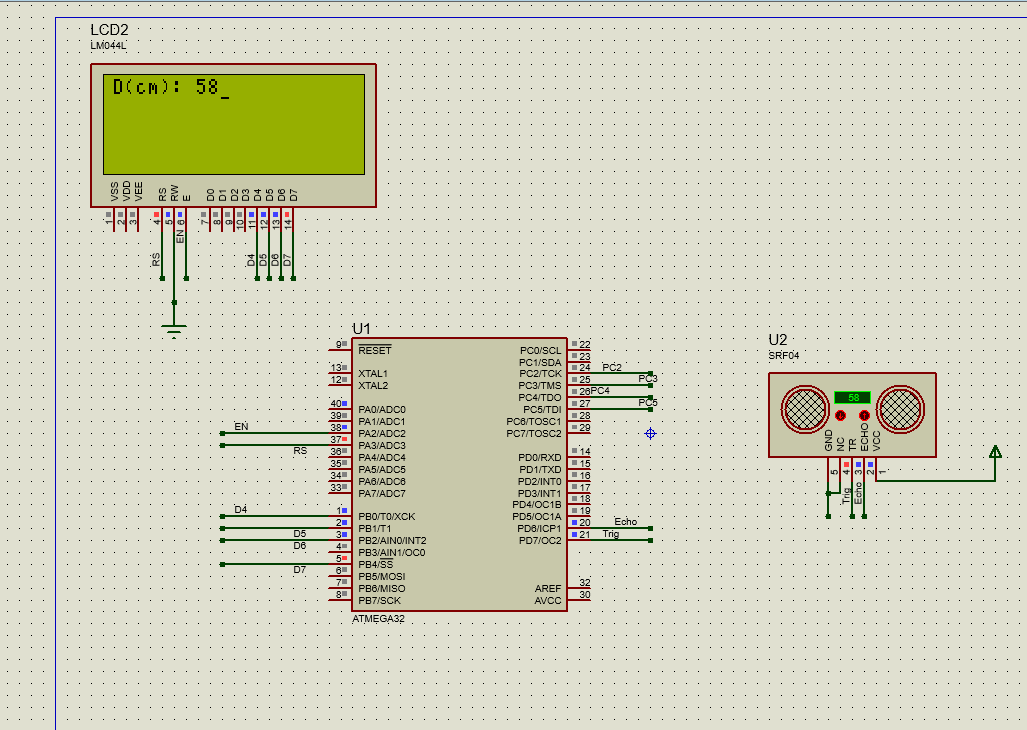 LCD2
LM044L
D(cm): 58_
VSS
VDD
VEE
RS
RW
E
D0
D1
D2
D3
D4
D5
D6
D7
1
2
3
4
5
6
7
8
9
10
11
12
13
14
RS
EN
D4
D5
D6
D7
U1
9 RESET
13 XTAL1
12 XTAL2
40 PA0/ADC0
39 PA1/ADC1
EN 38 PA2/ADC2
RS 37 PA3/ADC3
36 PA4/ADC4
35 PA5/ADC5
34 PA6/ADC6
33 PA7/ADC7
D4 1 PB0/T0/XCK
2 PB1/T1
D5 3 PB2/AIN0/INT2
D6 4 PB3/AIN1/OC0
5 PB4/SS
D7 6 PB5/MOSI
7 PB6/MISO
8 PB7/SCK
PC0/SCL 22
PC1/SDA 23
PC2/TCK 24 PC2
PC3/TMS 25 PC3
PC4/TDO 26 PC4
PC5/TDI 27 PC5
PC6/TOSC1 28
PC7/TOSC2 29
PD0/RXD 14
PD1/TXD 15
PD2/INT0 16
PD3/INT1 17
PD4/OC1B 18
PD5/OC1A 19
PD6/ICP1 20 Echo
PD7/OC2 21 Trig
AREF 32
AVCC 30
ATMEGA32
U2
SRF04
58
GND
NC
TR
ECHO
VCC
5
4
3
2
1
Trig
Echo